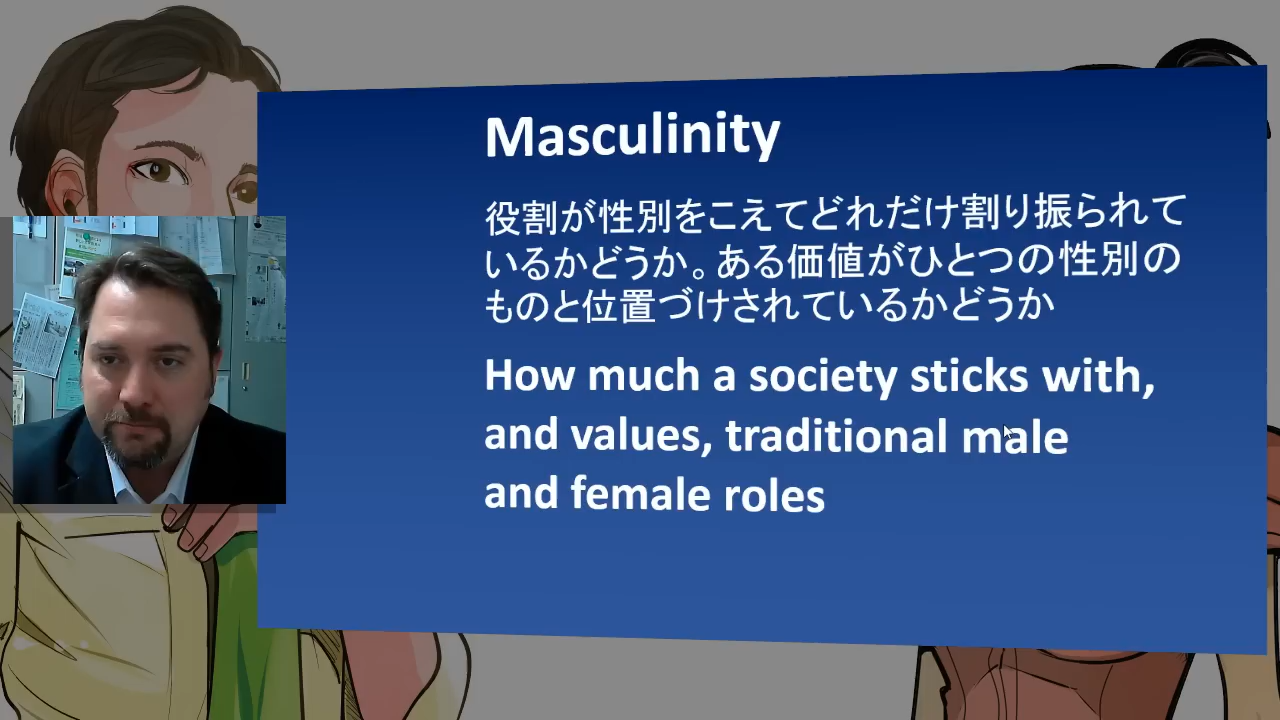 Masculinity
役割が性別をこえてどれだけ割り振られて
いるかどうか。ある価値がひとつの性別の
ものと位置づけされているかどうか
How much a society sticks with,
and values, traditional male
and female roles